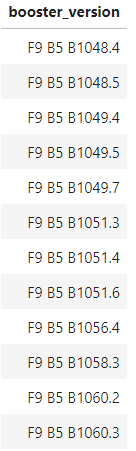 booster_version
F9 B5 B1048.4
F9 B5 B1048.5
F9 B5 B1049.4
F9 B5 B1049.5
F9 B5 B1049.7
F9 B5 B1051.3
F9 B5 B1051.4
F9 B5 B1051.6
F9 B5 B1056.4
F9 B5 B1058.3
F9 B5 B1060.2
F9 B5 B1060.3